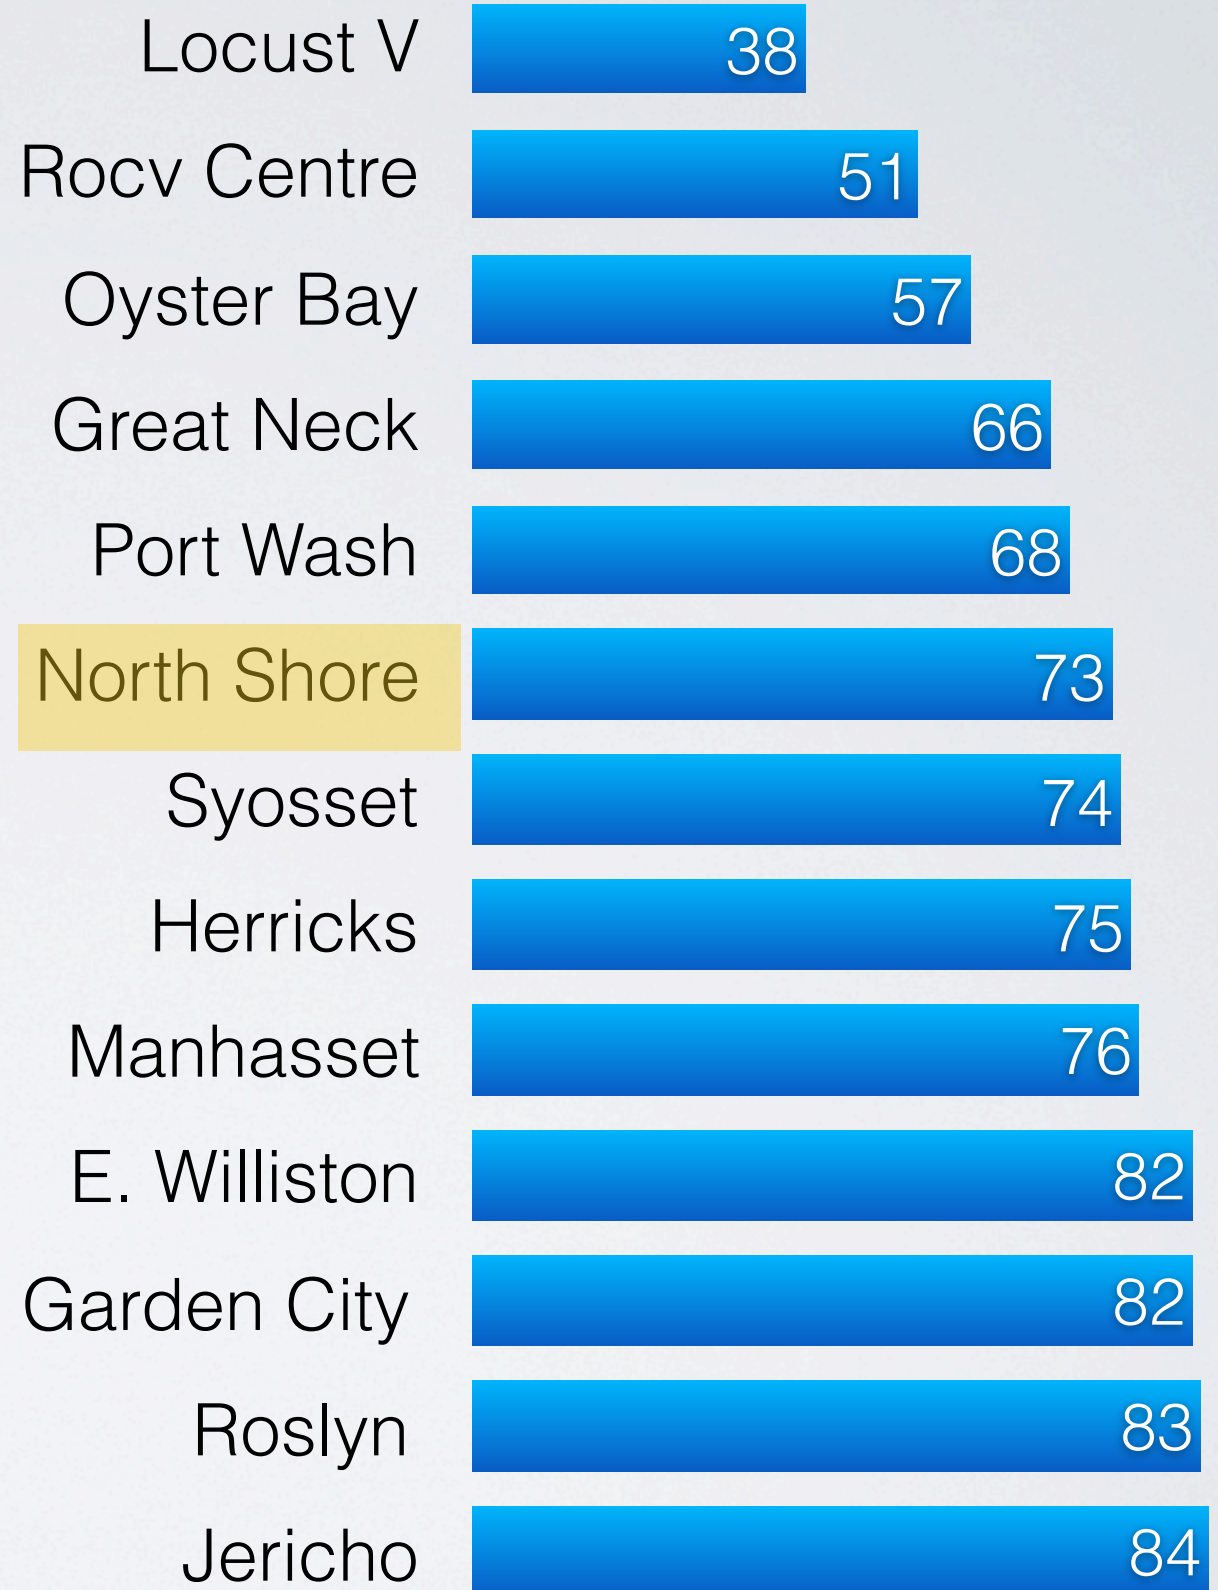 Locust V 38
Rocv Centre 51
Oyster Bay 57
Great Neck 66
Port Wash 68
North Shore 73
Syosset 74
Herricks 75
Manhasset 76
E. Williston 82
Garden City 82
Roslyn 83
Jericho 84